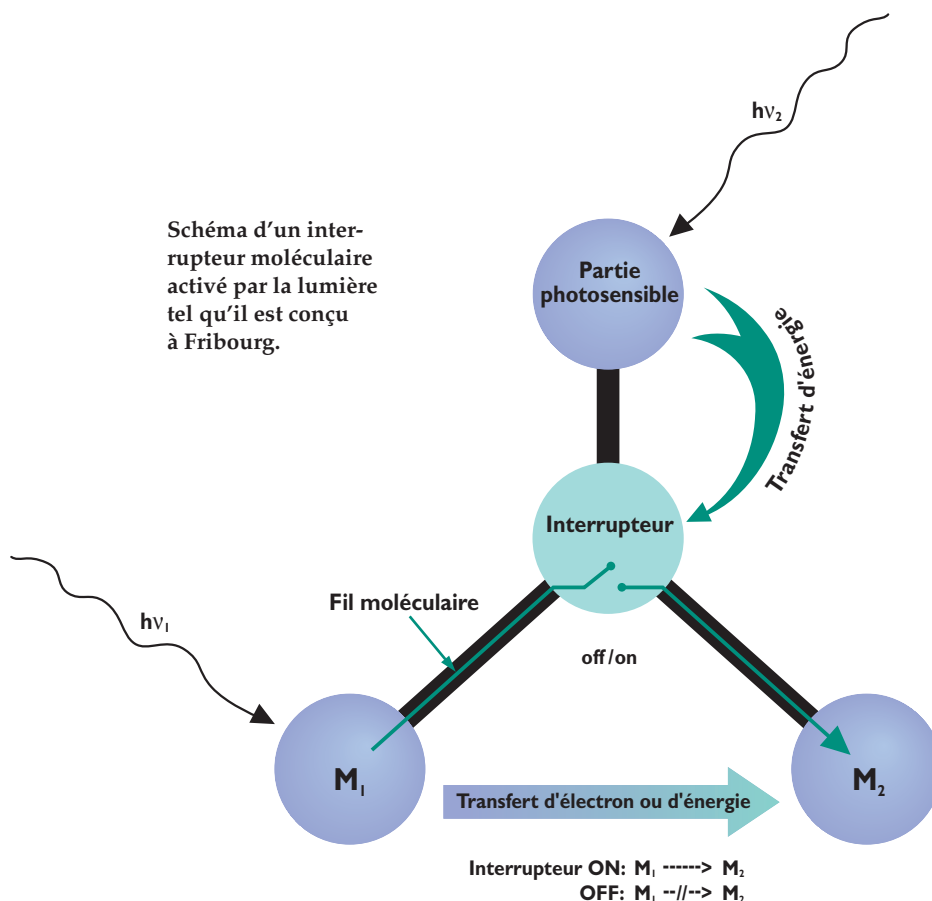 hν₂
Schéma d'un inter-
rupteur moléculaire
activé par la lumière
tel qu'il est conçu
à Fribourg.
Partie
photosensible
Transfert d'énergie
Interrupteur
Fil moléculaire
hν₁
off/on
M₁
M₂
Transfert d'électron ou d'énergie
Interrupteur ON: M₁ ------> M₂
OFF: M₁ --//--> M₂